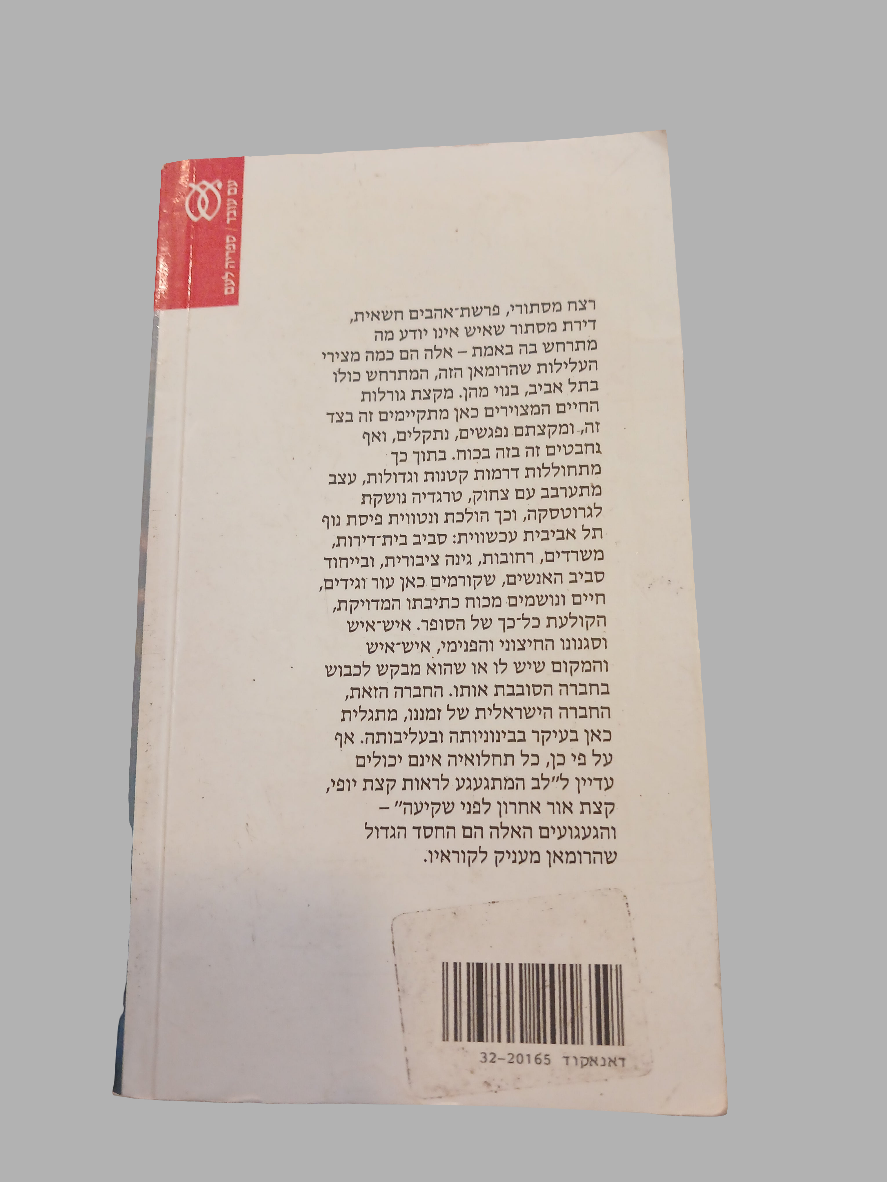 עם עובד / ספריה לעם
רצח מסתורי, פרשת־אהבים חשאית,
דירת מסתור שאיש אינו יודע מה
מתרחש בה באמת – אלה הם כמה מצירי
העלילות שהרומאן הזה, המתרחש כולו
בתל אביב, בנוי מהן. מקצת גורלות
החיים המצוירים כאן מתקיימים זה בצד
זה, ומקצתם נפגשים, נתקלים, ואף
נחבטים זה בזה בכוח. בתוך כך
מתחוללות דרמות קטנות וגדולות, עצב
מתערבב עם צחוק, טרגדיה נושקת
לגרוטסקה, וכך הולכת ונטווית פיסת נוף
תל אביבית עכשווית: סביב בית־דירות,
משרדים, רחובות, גינה ציבורית, ובייחוד
סביב האנשים, שקורמים כאן עור וגידים,
חיים ונושמים מכוח כתיבתו המדויקת,
הקולעת כל־כך של הסופר. איש־איש
וסגנונו החיצוני והפנימי, איש־איש
והמקום שיש לו או שהוא מבקש לכבוש
בחברה הסובבת אותו. החברה הזאת,
החברה הישראלית של זמננו, מתגלית
כאן בעיקר בבינוניותה ובעליבותה. אף
על פי כן, כל תחלואיה אינם יכולים
עדיין ל״לב המתגעגע לראות קצת יופי,
קצת אור אחרון לפני שקיעה״ –
והגעגועים האלה הם החסד הגדול
שהרומאן מעניק לקוראיו.
דאנאקוד 32-20165